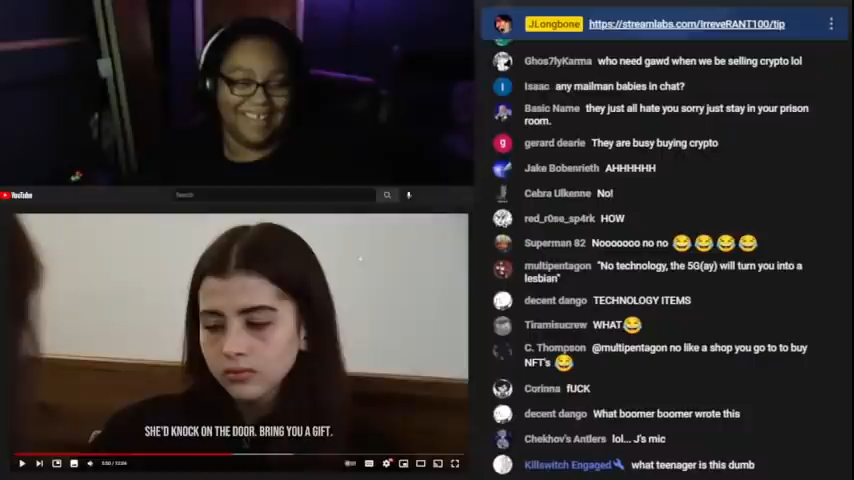 JLongbone https://streamlabs.com/IrreveRANT100/tip
Ghos7lyKarma who need gawd when we be selling crypto lol
I Isaac any mailman babies in chat?
Basic Name they just all hate you sorry just stay in your prison
room.
g gerard dearie They are busy buying crypto
Jake Bobenrieth AHHHHHH
Cebra Ulkenne No!
red_r0se_sp4rk HOW
Superman 82 Nooooooo no no 😂😂😂😂
multipentagon "No technology, the 5G(ay) will turn you into a
lesbian"
decent dango TECHNOLOGY ITEMS
Tiramisucrew WHAT😂
C. Thompson @multipentagon no like a shop you go to to buy
NFT's 😂
Corinna fUCK
decent dango What boomer boomer wrote this
Chekhov's Antlers lol... J's mic
Killswitch Engaged🔧 what teenager is this dumb
YouTube
Search
SHE'D KNOCK ON THE DOOR. BRING YOU A GIFT.